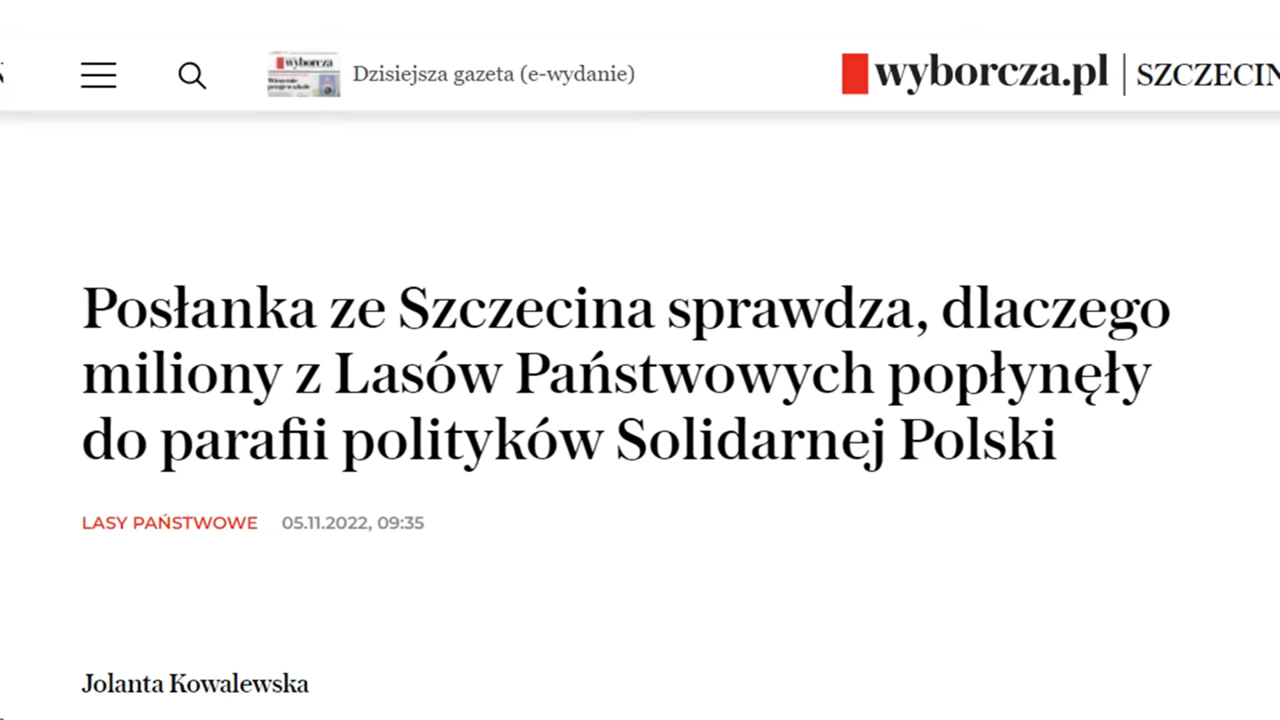 wyborcza
Dzisiejsza gazeta (e-wydanie)
wyborcza.pl | SZCZECIN
Posłanka ze Szczecina sprawdza, dlaczego
miliony z Lasów Państwowych popłynęły
do parafii polityków Solidarnej Polski
LASY PAŃSTWOWE 05.11.2022, 09:35
Jolanta Kowalewska